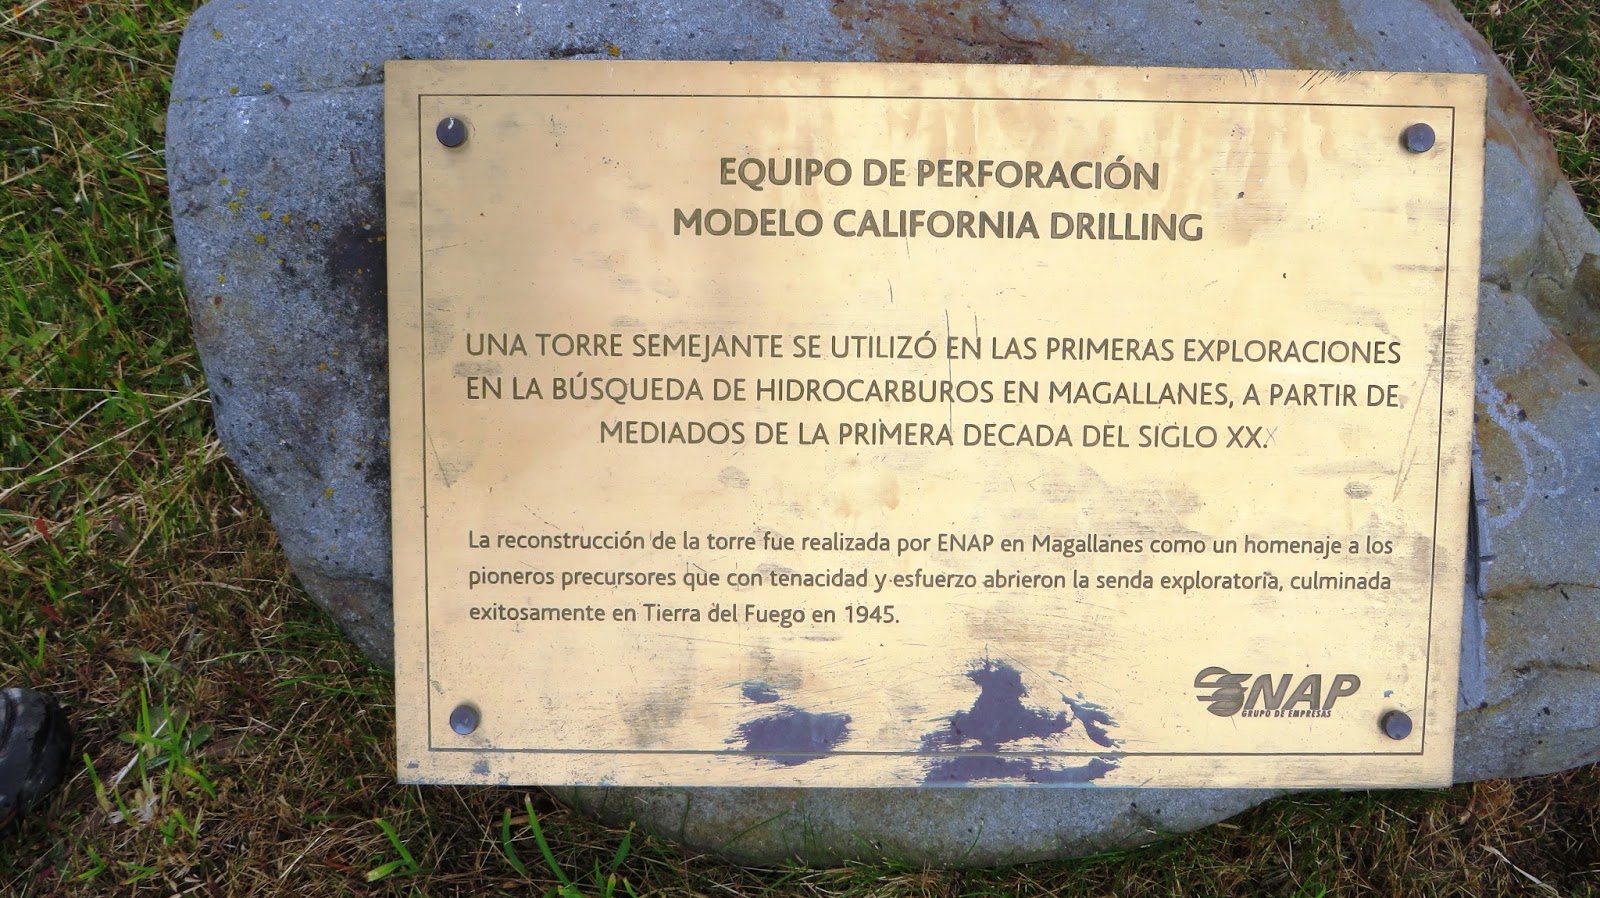 EQUIPO DE PERFORACIÓN
MODELO CALIFORNIA DRILLING
UNA TORRE SEMEJANTE SE UTILIZÓ EN LAS PRIMERAS EXPLORACIONES
EN LA BÚSQUEDA DE HIDROCARBUROS EN MAGALLANES, A PARTIR DE
MEDIADOS DE LA PRIMERA DECADA DEL SIGLO XX.
La reconstrucción de la torre fue realizada por ENAP en Magallanes como un homenaje a los
pioneros precursores que con tenacidad y esfuerzo abrieron la senda exploratoria, culminada
exitosamente en Tierra del Fuego en 1945.
ENAP
GRUPO DE EMPRESAS